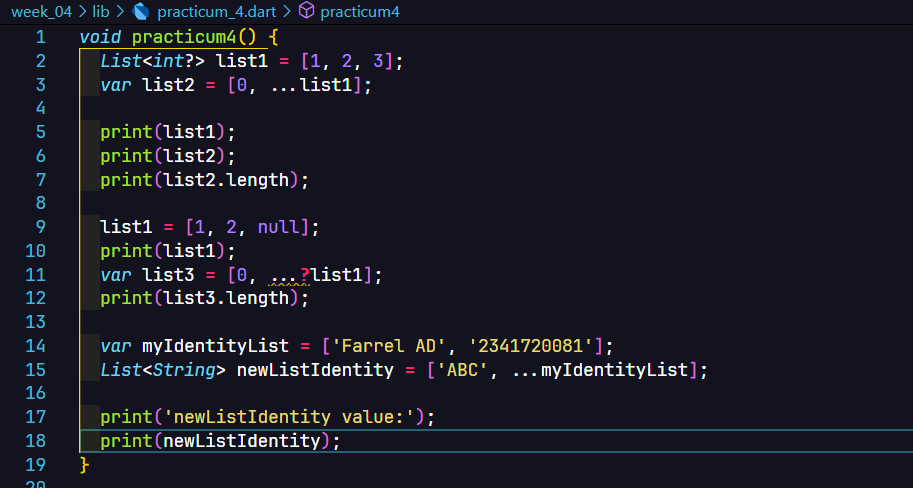 week_04 > lib > practicum_4.dart > practicum4
1 void practicum4() {
2   List<int?> list1 = [1, 2, 3];
3   var list2 = [0, ...list1];
4
5   print(list1);
6   print(list2);
7   print(list2.length);
8
9   list1 = [1, 2, null];
10   print(list1);
11   var list3 = [0, ...?list1];
12   print(list3.length);
13
14   var myIdentityList = ['Farrel AD', '2341720081'];
15   List<String> newListIdentity = ['ABC', ...myIdentityList];
16
17   print('newListIdentity value:');
18   print(newListIdentity);
19 }
20